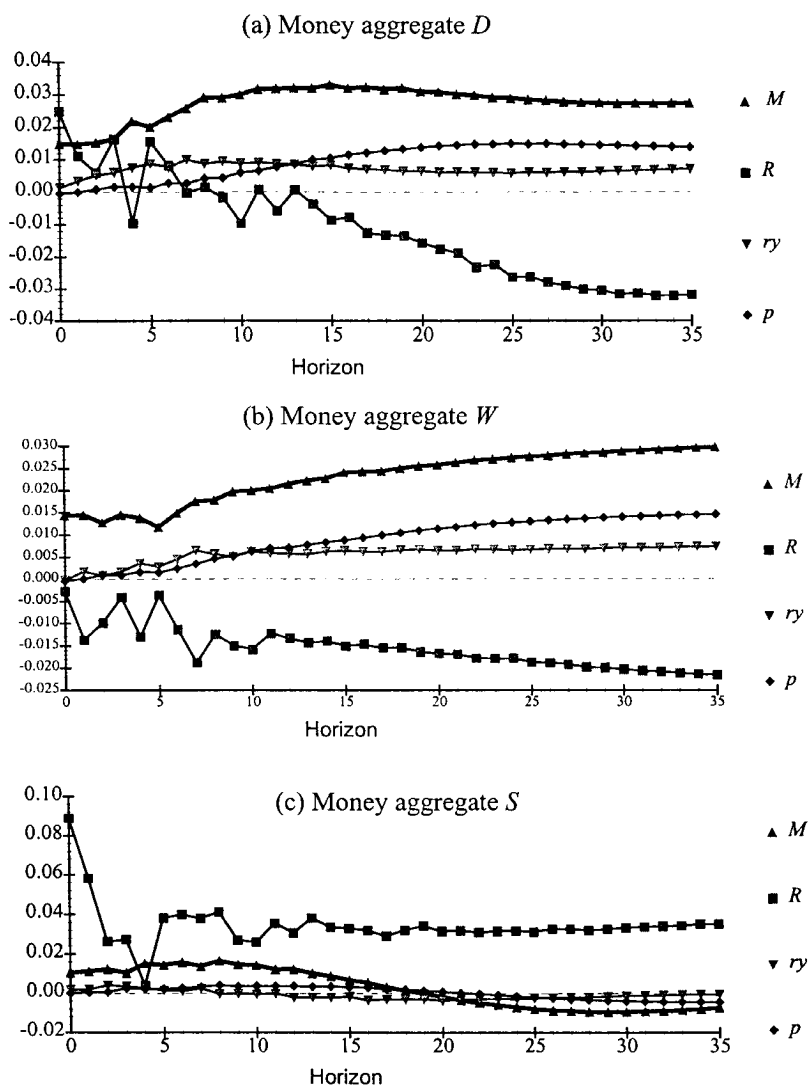 (a) Money aggregate D
0.04
0.03
0.02
0.01
0.00
-0.01
-0.02
-0.03
-0.04
0 5 10 15 20 25 30 35
Horizon
M
R
ry
p
(b) Money aggregate W
0.030
0.025
0.020
0.015
0.010
0.005
0.000
-0.005
-0.010
-0.015
-0.020
-0.025
0 5 10 15 20 25 30 35
Horizon
M
R
ry
p
(c) Money aggregate S
0.10
0.08
0.06
0.04
0.02
0.00
-0.02
0 5 10 15 20 25 30 35
Horizon
M
R
ry
p